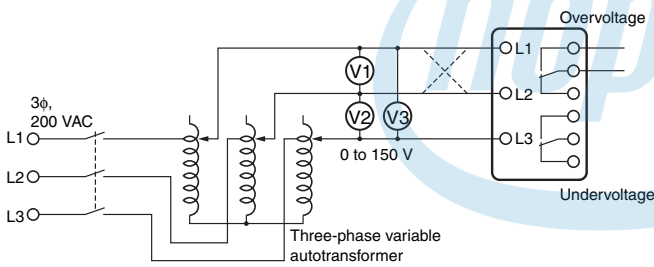 Overvoltage
L1
V1
3ϕ,
200 VAC
L2
V2
V3
L1
L3
0 to 150 V
L2
Undervoltage
L3
Three-phase variable
autotransformer